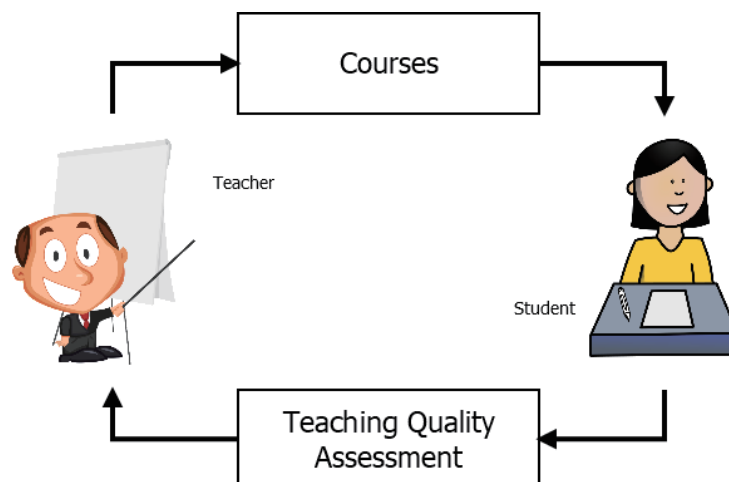 Courses
Teacher
Student
Teaching Quality
Assessment